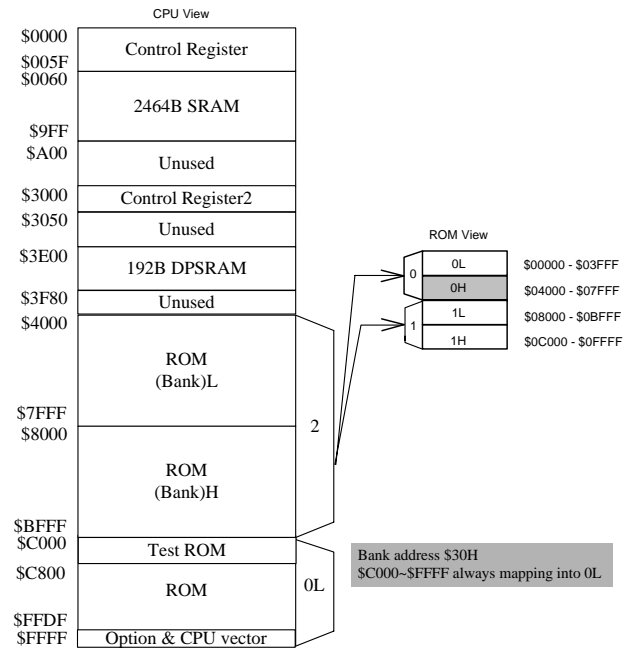 CPU View
$0000
Control Register
$005F
$0060
2464B SRAM
$9FF
$A00
Unused
$3000
Control Register2
$3050
Unused
$3E00
192B DPSRAM
$3F80
Unused
$4000
ROM
(Bank)L
$7FFF
$8000
2
ROM
(Bank)H
$BFFF
$C000
Test ROM
$C800
ROM
0L
$FFDF
$FFFF
Option & CPU vector
ROM View
0
0L
$00000 - $03FFF
0H
$04000 - $07FFF
1
1L
$08000 - $0BFFF
1H
$0C000 - $0FFFF
Bank address $30H
$C000~$FFFF always mapping into 0L